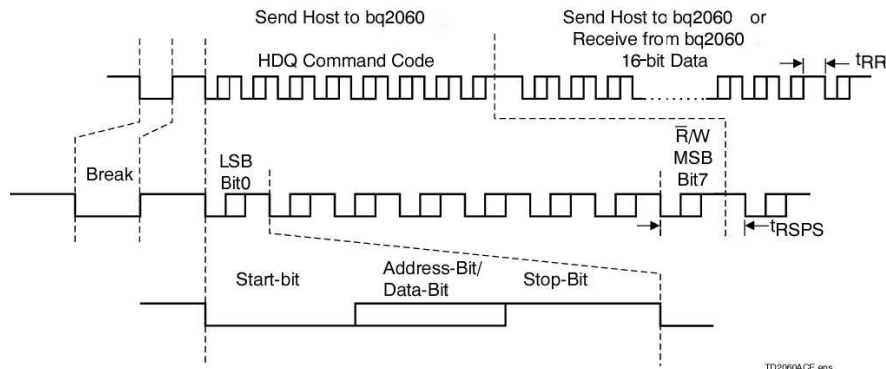 Send Host to bq2060
Send Host to bq2060 or
Receive from bq2060
HDQ Command Code
16-bit Data
tRR
R̅/W
MSB
Bit7
LSB
Bit0
Break
tRSPS
Start-bit
Address-Bit/
Data-Bit
Stop-Bit
TD2060ACE.eps